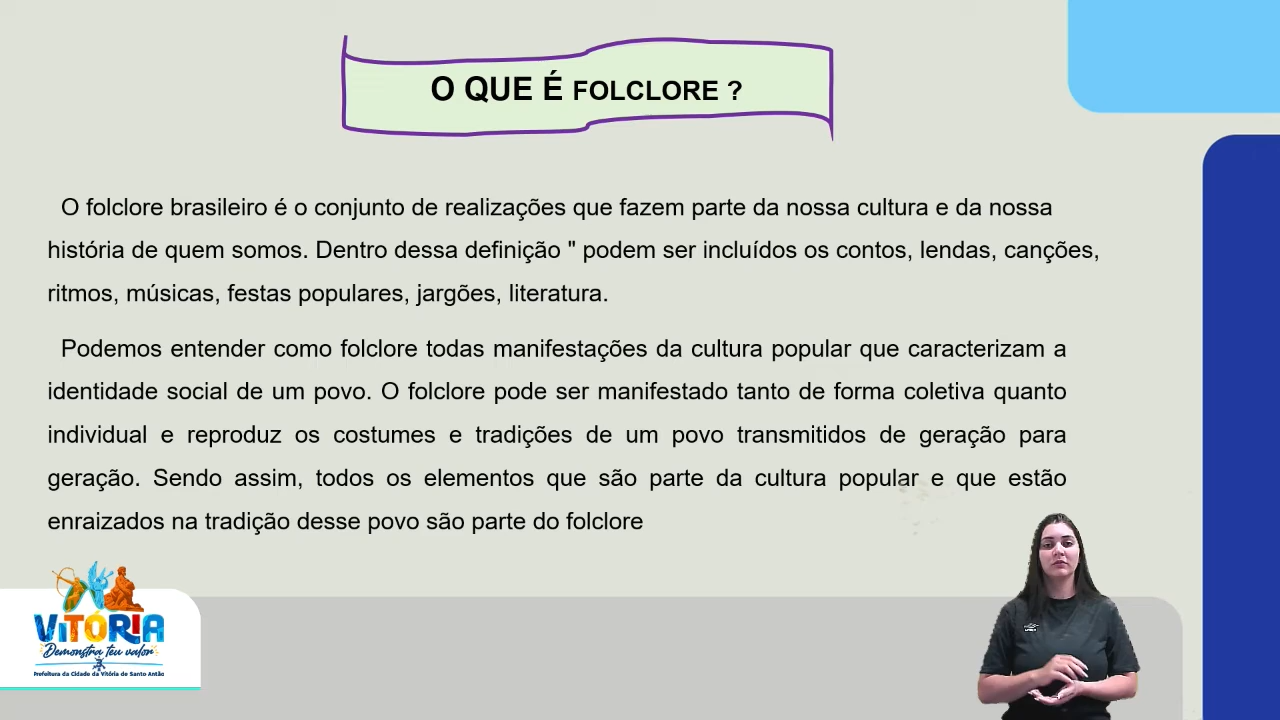 O QUE É FOLCLORE ?
O folclore brasileiro é o conjunto de realizações que fazem parte da nossa cultura e da nossa
história de quem somos. Dentro dessa definição " podem ser incluídos os contos, lendas, canções,
ritmos, músicas, festas populares, jargões, literatura.
Podemos entender como folclore todas manifestações da cultura popular que caracterizam a
identidade social de um povo. O folclore pode ser manifestado tanto de forma coletiva quanto
individual e reproduz os costumes e tradições de um povo transmitidos de geração para
geração. Sendo assim, todos os elementos que são parte da cultura popular e que estão
enraizados na tradição desse povo são parte do folclore
VITÓRIA
Demonstra teu valor
Prefeitura da Cidade da Vitória de Santo Antão